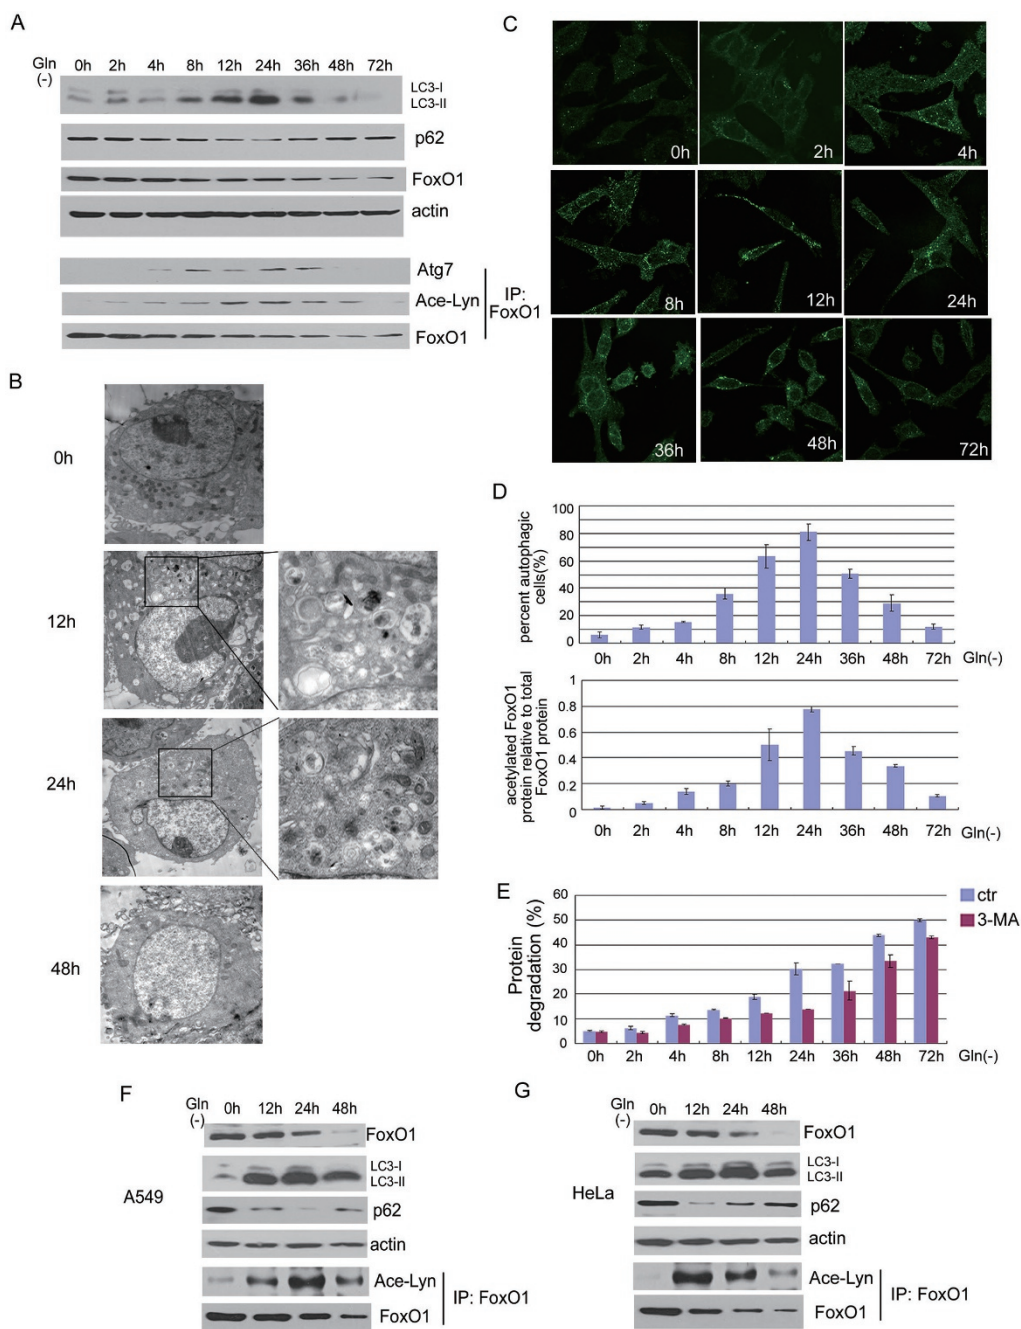 A
Gln
(-)
0h 2h 4h 8h 12h 24h 36h 48h 72h
LC3-I
LC3-II
p62
FoxO1
actin
Atg7
Ace-Lyn
FoxO1
IP:
FoxO1
B
0h
12h
24h
48h
C
0h
2h
4h
8h
12h
24h
36h
48h
72h
D
percent autophagic
cells(%)
100
80
60
40
20
0
0h 2h 4h 8h 12h 24h 36h 48h 72h Gln(-)
acetylated FoxO1
protein relative to total
FoxO1 protein
1
0.8
0.6
0.4
0.2
0
0h 2h 4h 8h 12h 24h 36h 48h 72h Gln(-)
E
Protein
degradation (%)
60
50
40
30
20
10
0
ctr
3-MA
0h 2h 4h 8h 12h 24h 36h 48h 72h Gln(-)
F
Gln
(-)
0h 12h 24h 48h
FoxO1
LC3-I
LC3-II
A549
p62
actin
Ace-Lyn
FoxO1
IP: FoxO1
G
Gln
(-)
0h 12h 24h 48h
FoxO1
LC3-I
LC3-II
HeLa
p62
actin
Ace-Lyn
FoxO1
IP: FoxO1